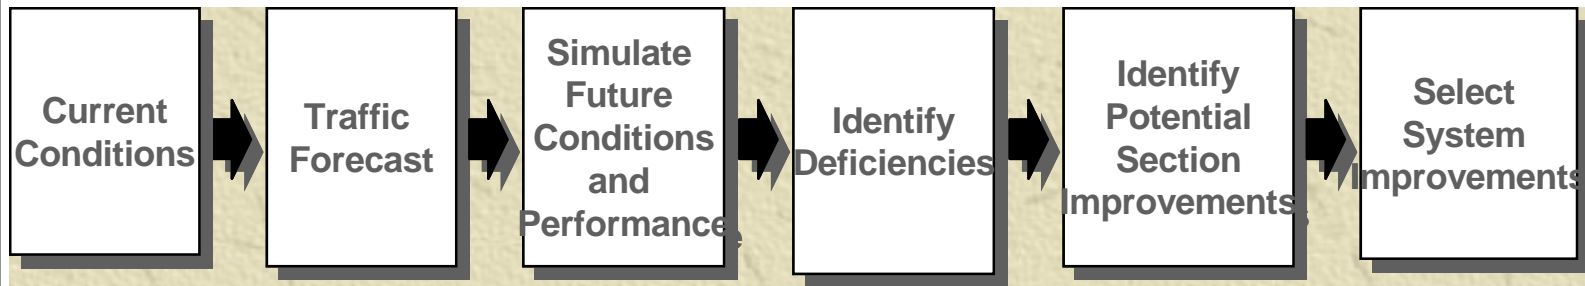 Current
Conditions
Traffic
Forecast
Simulate
Future
Conditions
and
Performance
Identify
Deficiencies
Identify
Potential
Section
Improvements
Select
System
Improvements